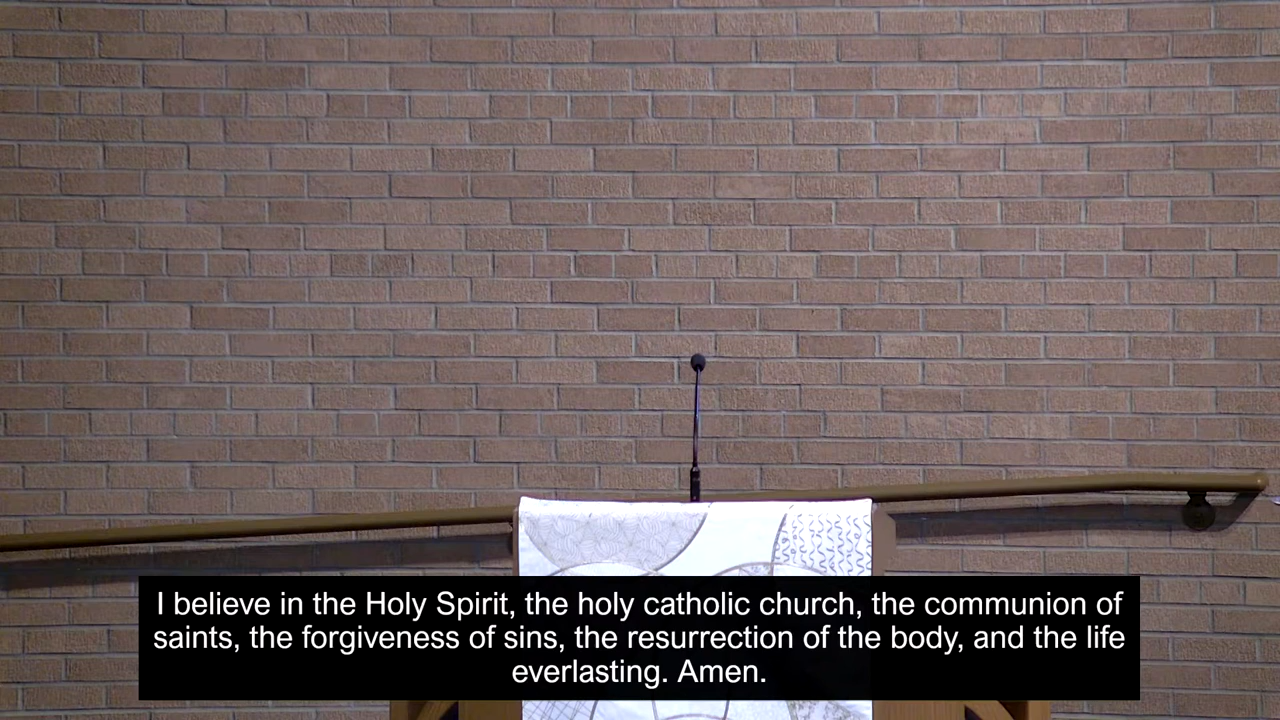 I believe in the Holy Spirit, the holy catholic church, the communion of
saints, the forgiveness of sins, the resurrection of the body, and the life
everlasting. Amen.